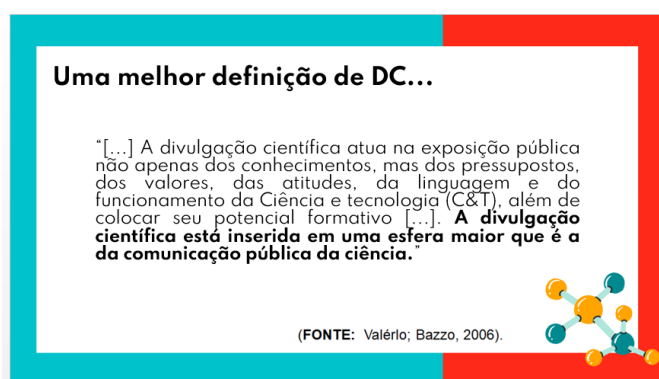 Uma melhor definição de DC...
“[...] A divulgação científica atua na exposição pública
não apenas dos conhecimentos, mas dos pressupostos,
dos valores, das atitudes, da linguagem e do
funcionamento da Ciência e tecnologia (C&T), além de
colocar seu potencial formativo [...]. A divulgação
científica está inserida em uma esfera maior que é a
da comunicação pública da ciência.”
(FONTE: Valérlo; Bazzo, 2006).